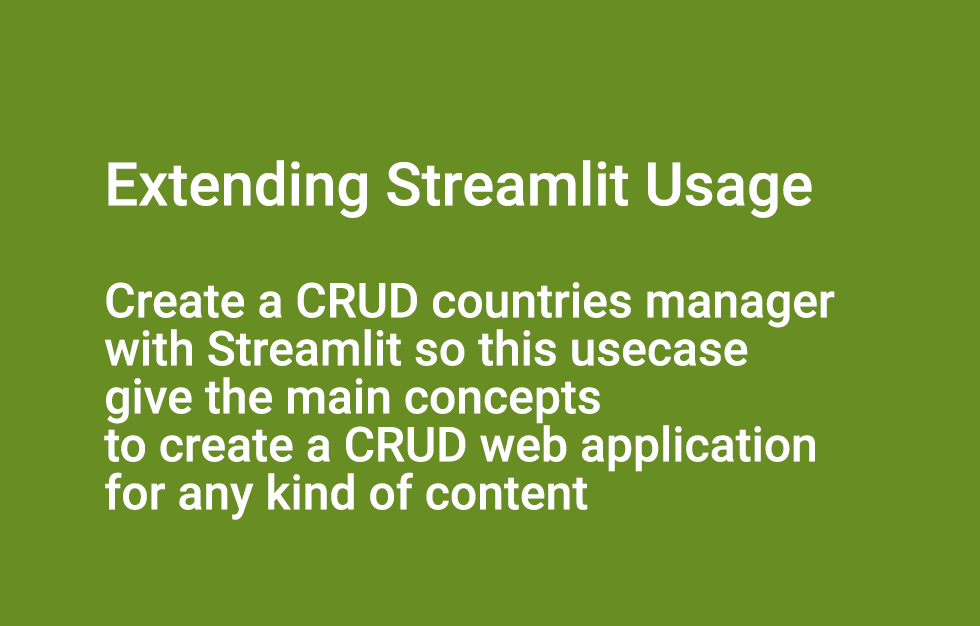 Extending Streamlit Usage
Create a CRUD countries manager
with Streamlit so this usecase
give the main concepts
to create a CRUD web application
for any kind of content